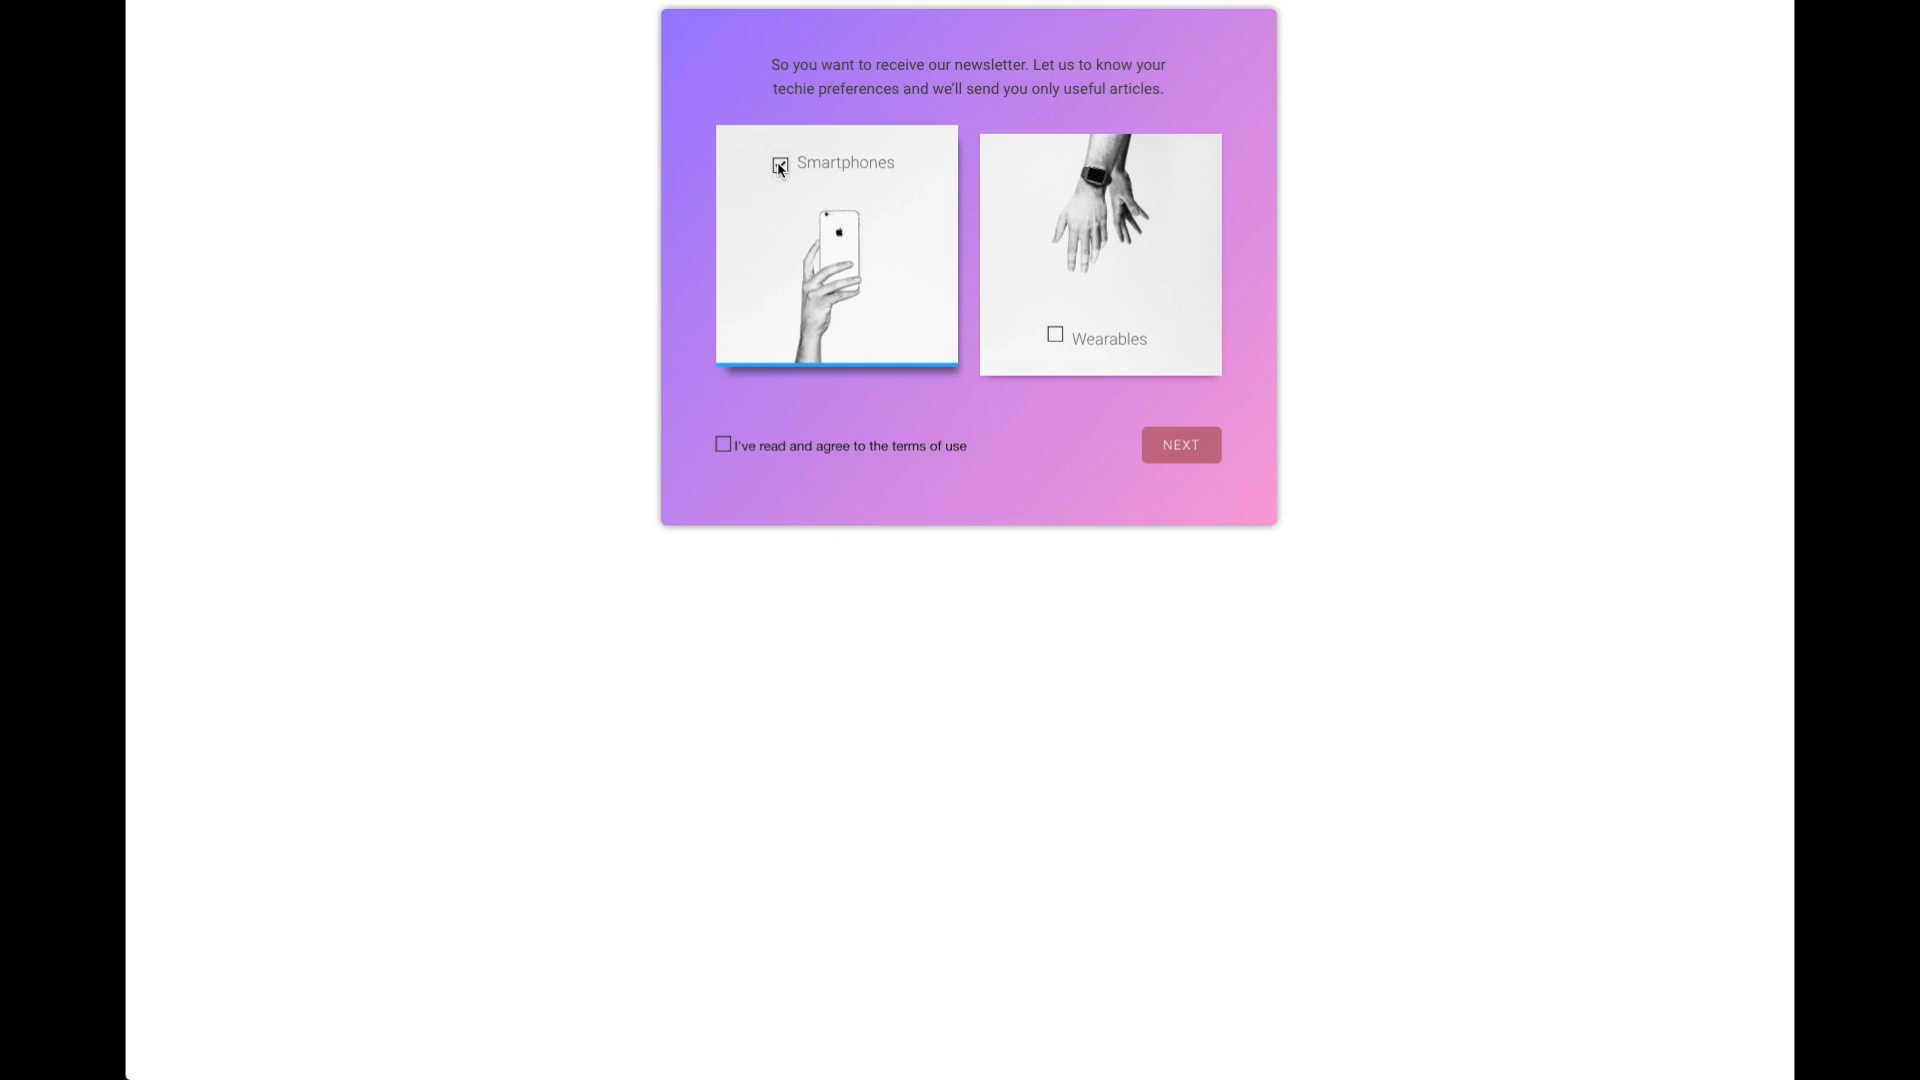 So you want to receive our newsletter. Let us to know your
techie preferences and we'll send you only useful articles.
Smartphones
Wearables
I've read and agree to the terms of use
NEXT